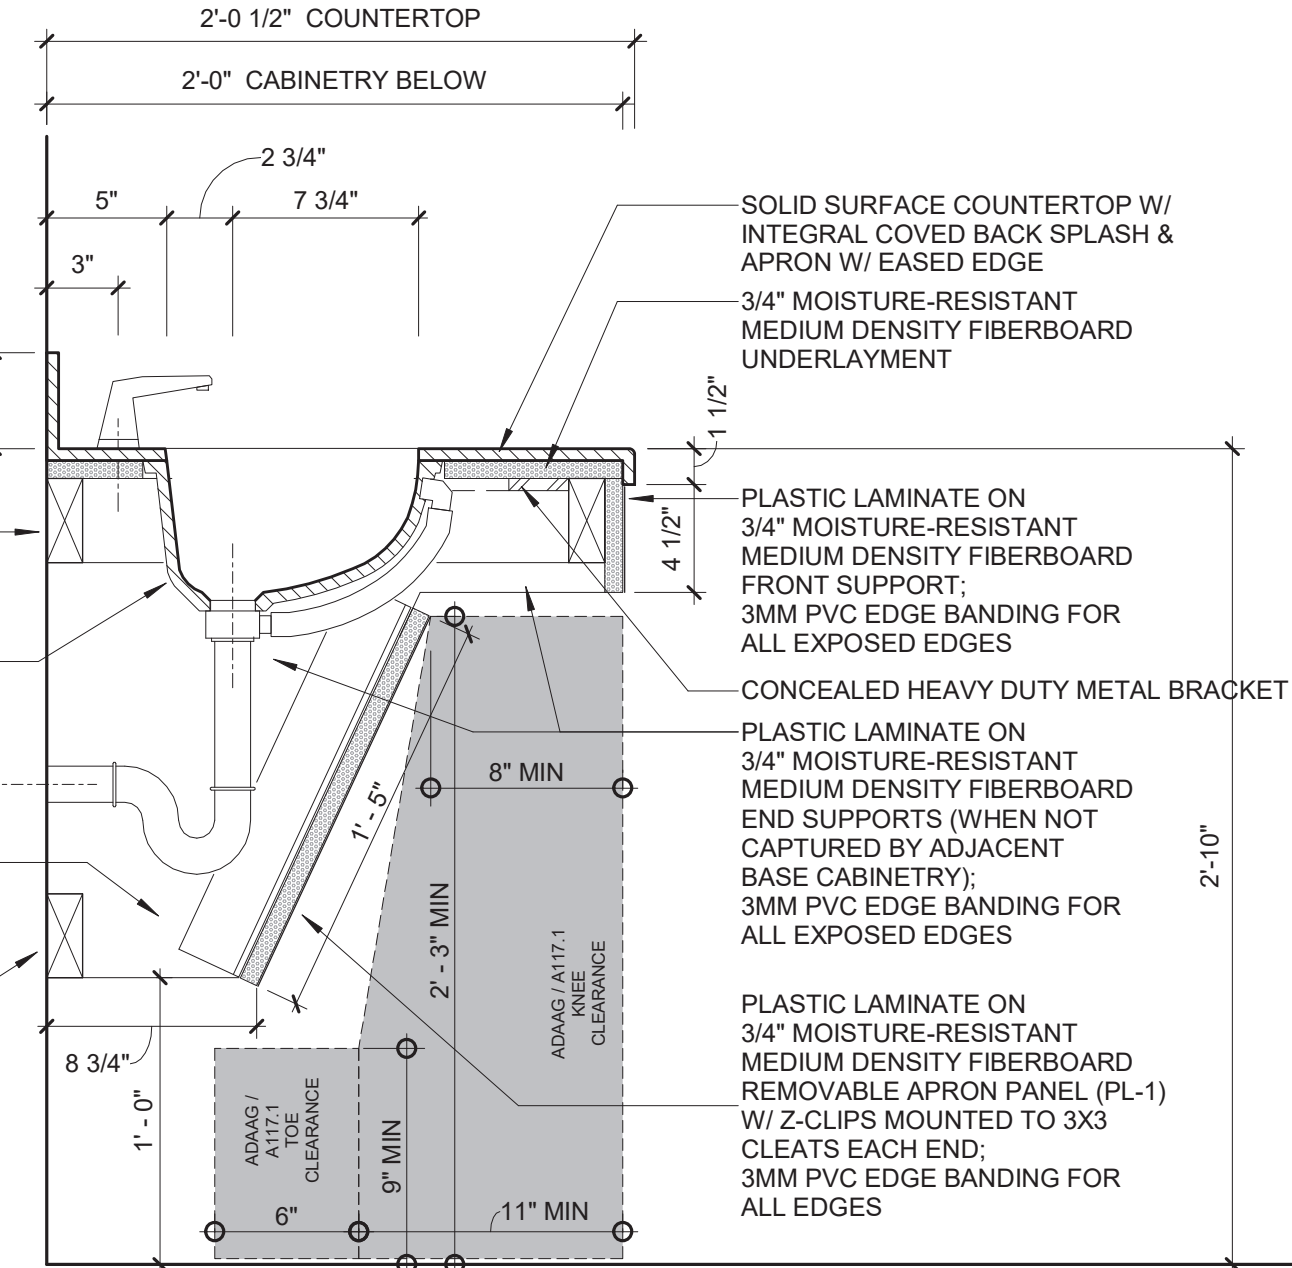 2'-0 1/2" COUNTERTOP
2'-0" CABINETRY BELOW
2 3/4"
5"
7 3/4"
3"
SOLID SURFACE COUNTERTOP W/
INTEGRAL COVED BACK SPLASH &
APRON W/ EASED EDGE
3/4" MOISTURE-RESISTANT
MEDIUM DENSITY FIBERBOARD
UNDERLAYMENT
1 1/2"
4 1/2"
PLASTIC LAMINATE ON
3/4" MOISTURE-RESISTANT
MEDIUM DENSITY FIBERBOARD
FRONT SUPPORT;
3MM PVC EDGE BANDING FOR
ALL EXPOSED EDGES
CONCEALED HEAVY DUTY METAL BRACKET
PLASTIC LAMINATE ON
3/4" MOISTURE-RESISTANT
MEDIUM DENSITY FIBERBOARD
END SUPPORTS (WHEN NOT
CAPTURED BY ADJACENT
BASE CABINETRY);
3MM PVC EDGE BANDING FOR
ALL EXPOSED EDGES
2'-10"
8" MIN
1' - 5"
2' - 3" MIN
ADAAG / A117.1
KNEE
CLEARANCE
PLASTIC LAMINATE ON
3/4" MOISTURE-RESISTANT
MEDIUM DENSITY FIBERBOARD
REMOVABLE APRON PANEL (PL-1)
W/ Z-CLIPS MOUNTED TO 3X3
CLEATS EACH END;
3MM PVC EDGE BANDING FOR
ALL EDGES
8 3/4"
1' - 0"
ADAAG /
A117.1
TOE
CLEARANCE
9" MIN
6"
11" MIN